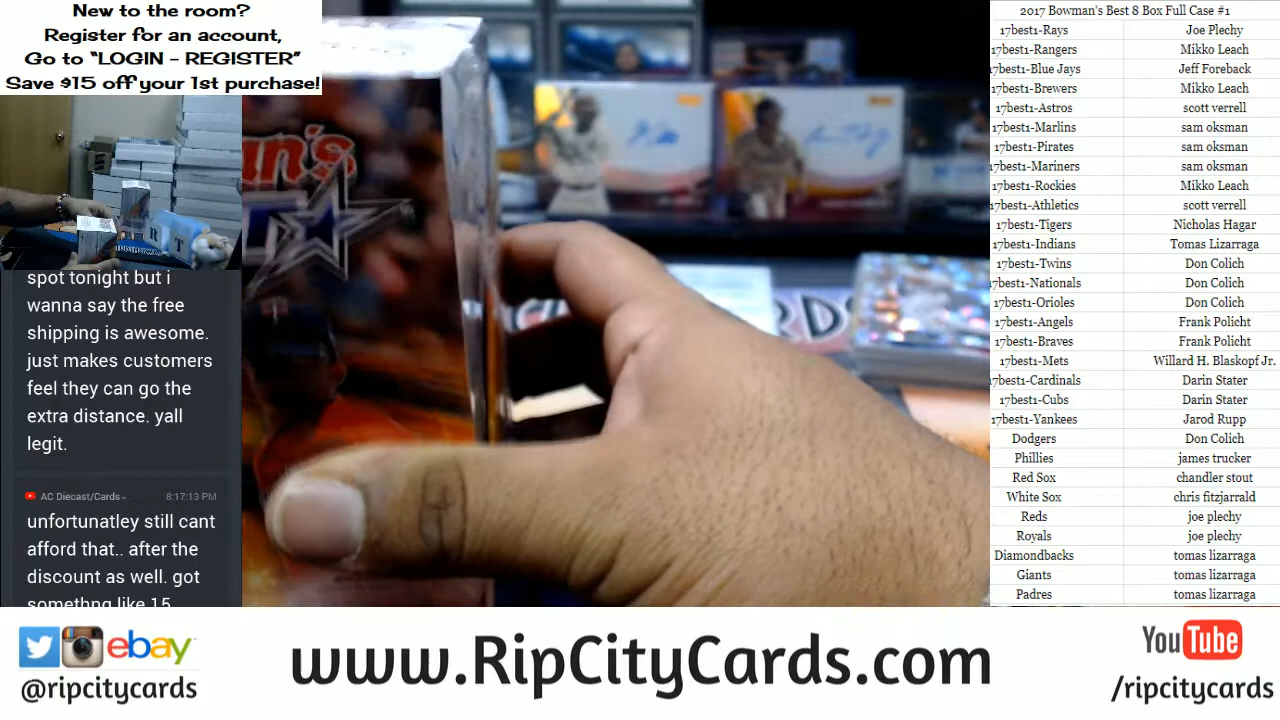 New to the room?
Register for an account,
Go to “LOGIN - REGISTER”
Save $15 off your 1st purchase!
spot tonight but i
wanna say the free
shipping is awesome.
just makes customers
feel they can go the
extra distance. yall
legit.
AC Diecast/Cards 8:17:13 PM
unfortunatley still cant
afford that.. after the
discount as well. got
somethng like 15
an's
RDS
2017 Bowman's Best 8 Box Full Case #1
17best1-Rays Joe Plechy
17best1-Rangers Mikko Leach
17best1-Blue Jays Jeff Foreback
17best1-Brewers Mikko Leach
17best1-Astros scott verrell
17best1-Marlins sam oksman
17best1-Pirates sam oksman
17best1-Mariners sam oksman
17best1-Rockies Mikko Leach
17best1-Athletics scott verrell
17best1-Tigers Nicholas Hagar
17best1-Indians Tomas Lizarraga
17best1-Twins Don Colich
17best1-Nationals Don Colich
17best1-Orioles Don Colich
17best1-Angels Frank Policht
17best1-Braves Frank Policht
17best1-Mets Willard H. Blaskopf Jr.
17best1-Cardinals Darin Stater
17best1-Cubs Darin Stater
17best1-Yankees Jarod Rupp
Dodgers Don Colich
Phillies james trucker
Red Sox chandler stout
White Sox chris fitzjarrald
Reds joe plechy
Royals joe plechy
Diamondbacks tomas lizarraga
Giants tomas lizarraga
Padres tomas lizarraga
ebay
@ripcitycards
www.RipCityCards.com
YouTube
/ripcitycards